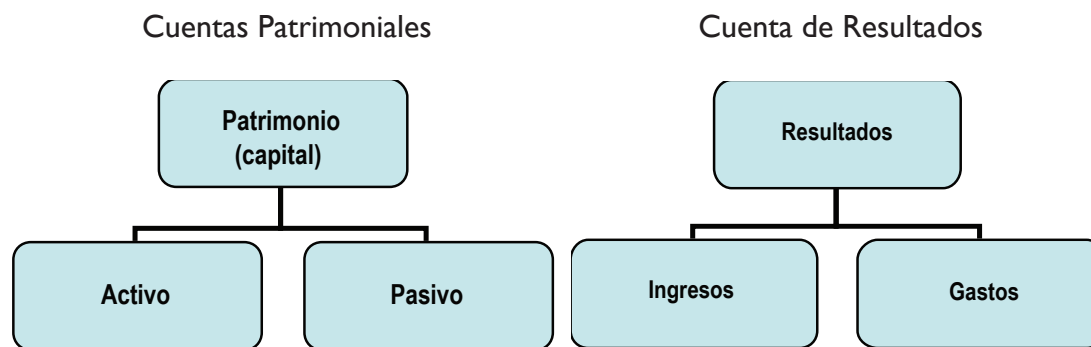 Cuentas Patrimoniales
Cuenta de Resultados
Patrimonio
(capital)
Resultados
Activo
Pasivo
Ingresos
Gastos